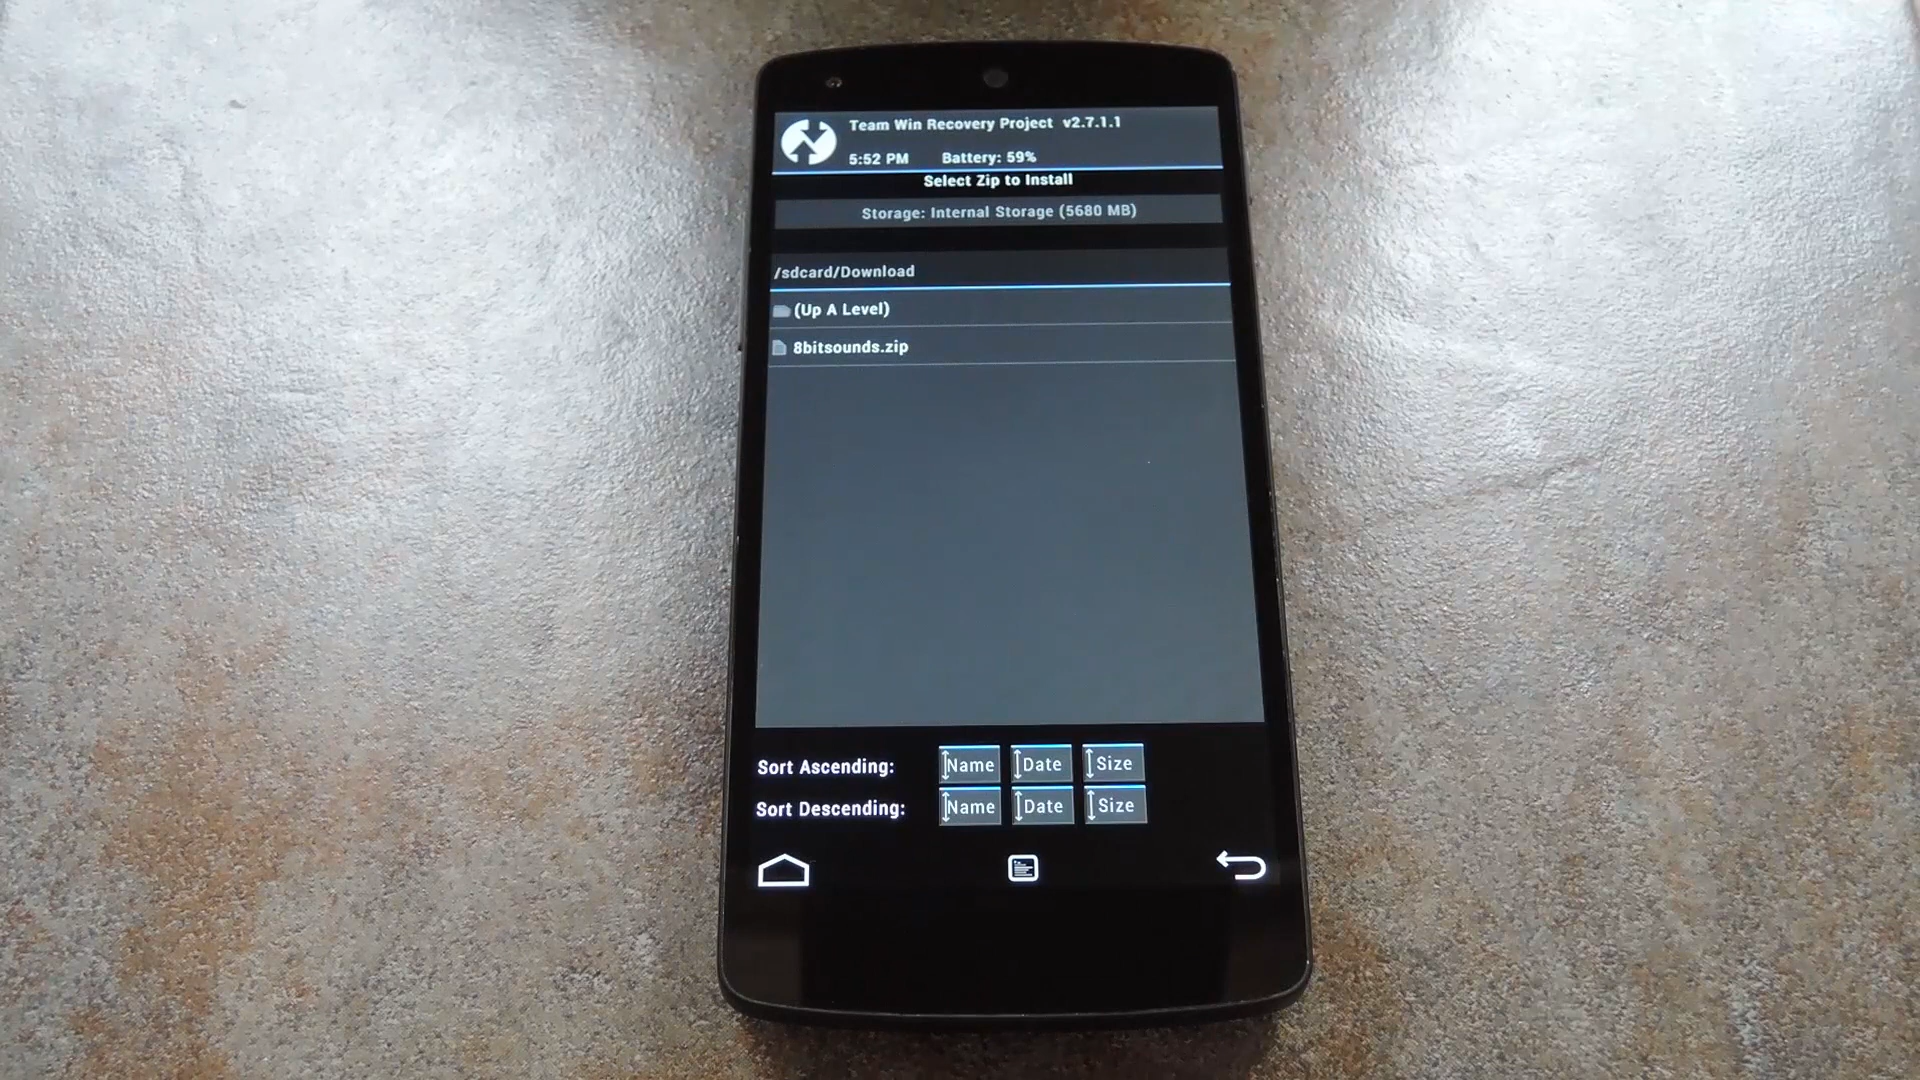 Team Win Recovery Project v2.7.1.1
5:52 PM Battery: 59%
Select Zip to Install
Storage: Internal Storage (5680 MB)
/sdcard/Download
(Up A Level)
8bitsounds.zip
Sort Ascending: Name Date Size
Sort Descending: Name Date Size